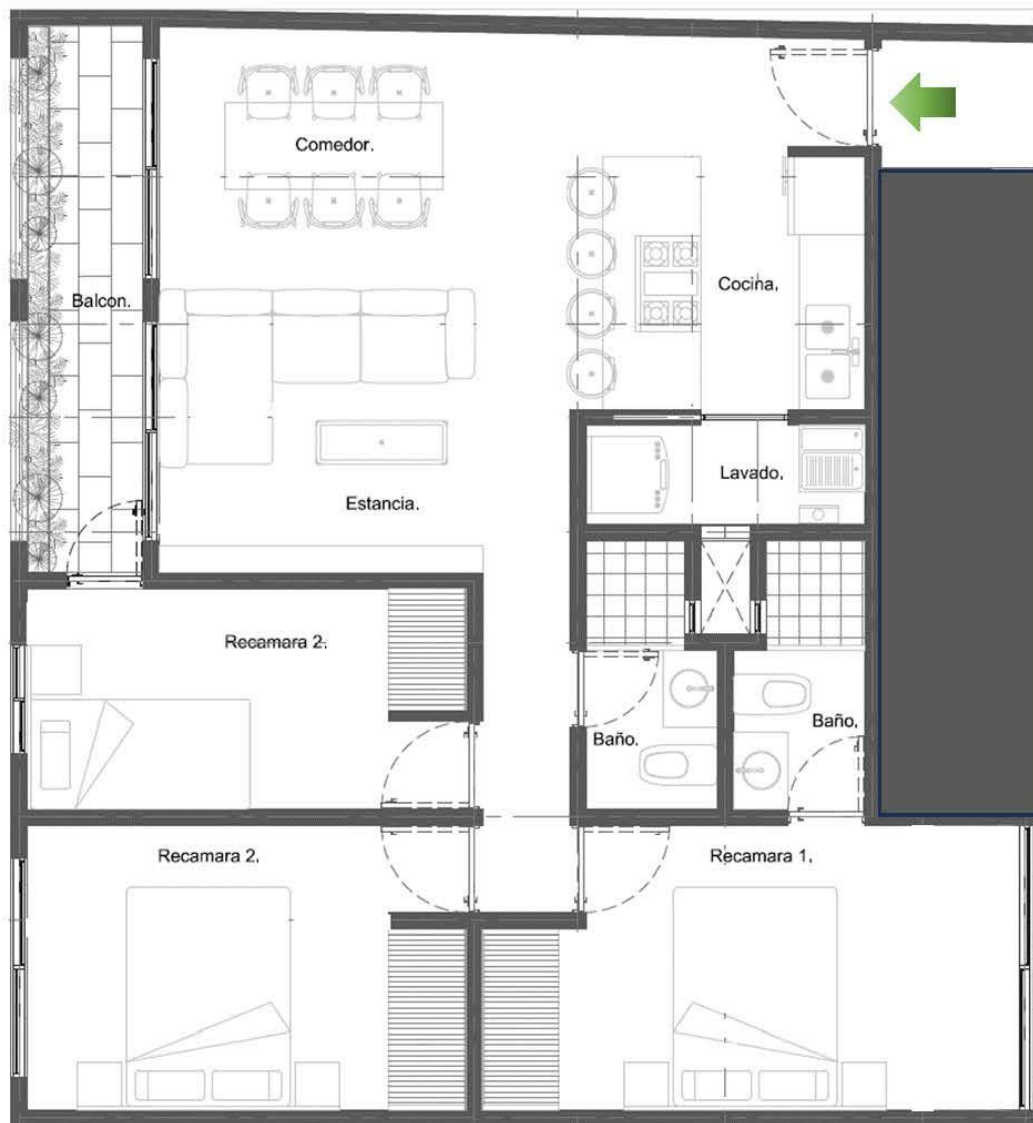 Comedor.
Balcon.
Cocina.
Lavado.
Estancia.
Recamara 2.
Baño.
Baño.
Recamara 2.
Recamara 1.